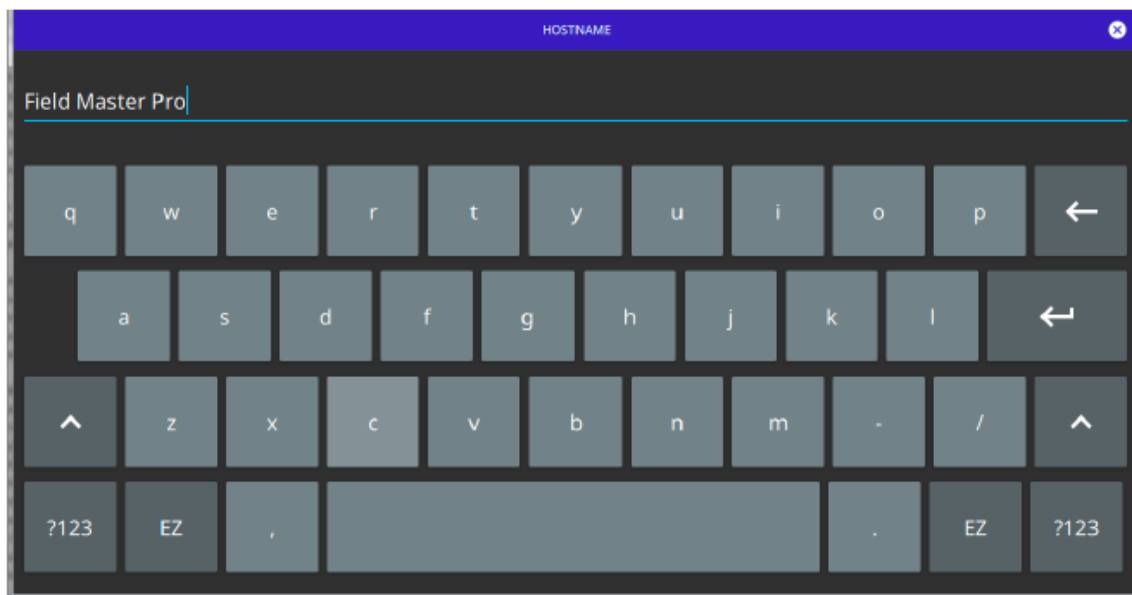 HOSTNAME
Field Master Pro
q w e r t y u i o p
a s d f g h j k l
z x c v b n m - /
?123 EZ , . EZ ?123